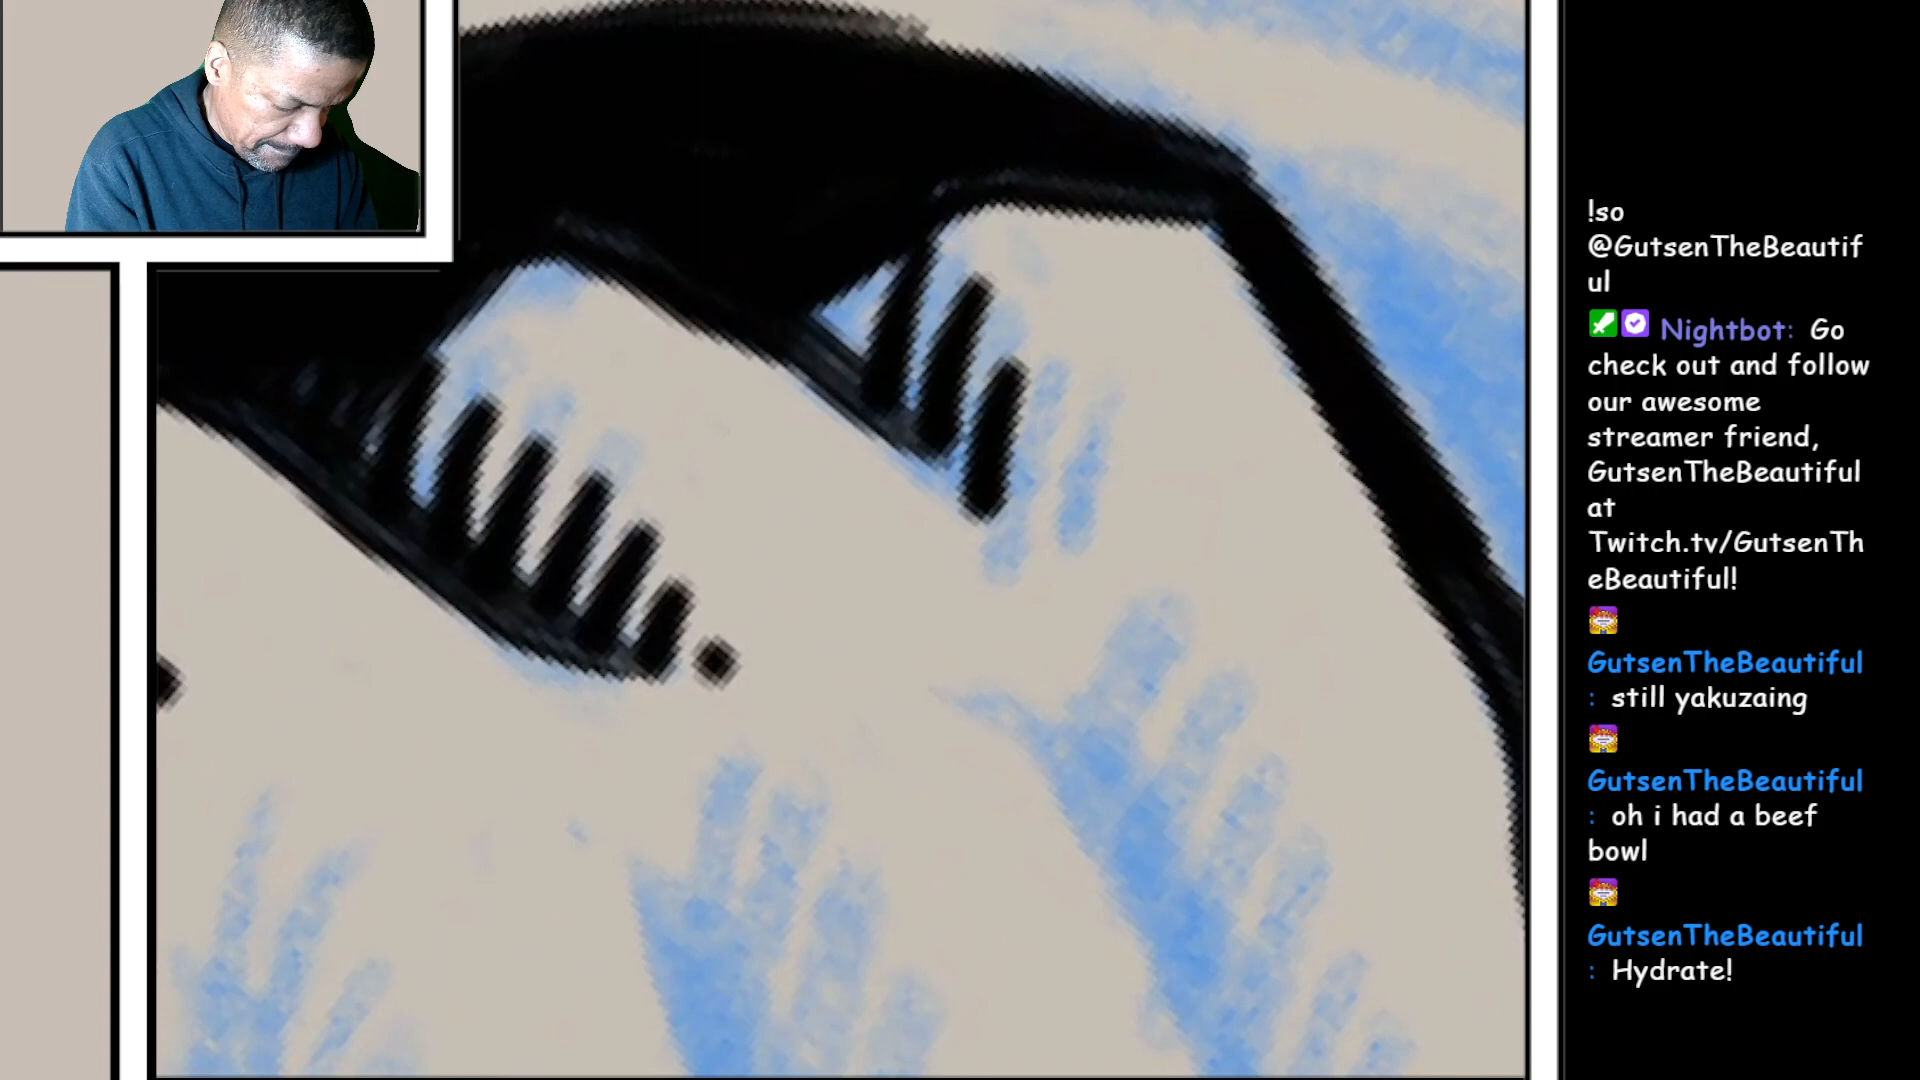 !so
@GutsenTheBeautif
ul
Nightbot: Go
check out and follow
our awesome
streamer friend,
GutsenTheBeautiful
at
Twitch.tv/GutsenTh
eBeautiful!
GutsenTheBeautiful
: still yakuzaing
GutsenTheBeautiful
: oh i had a beef
bowl
GutsenTheBeautiful
: Hydrate!